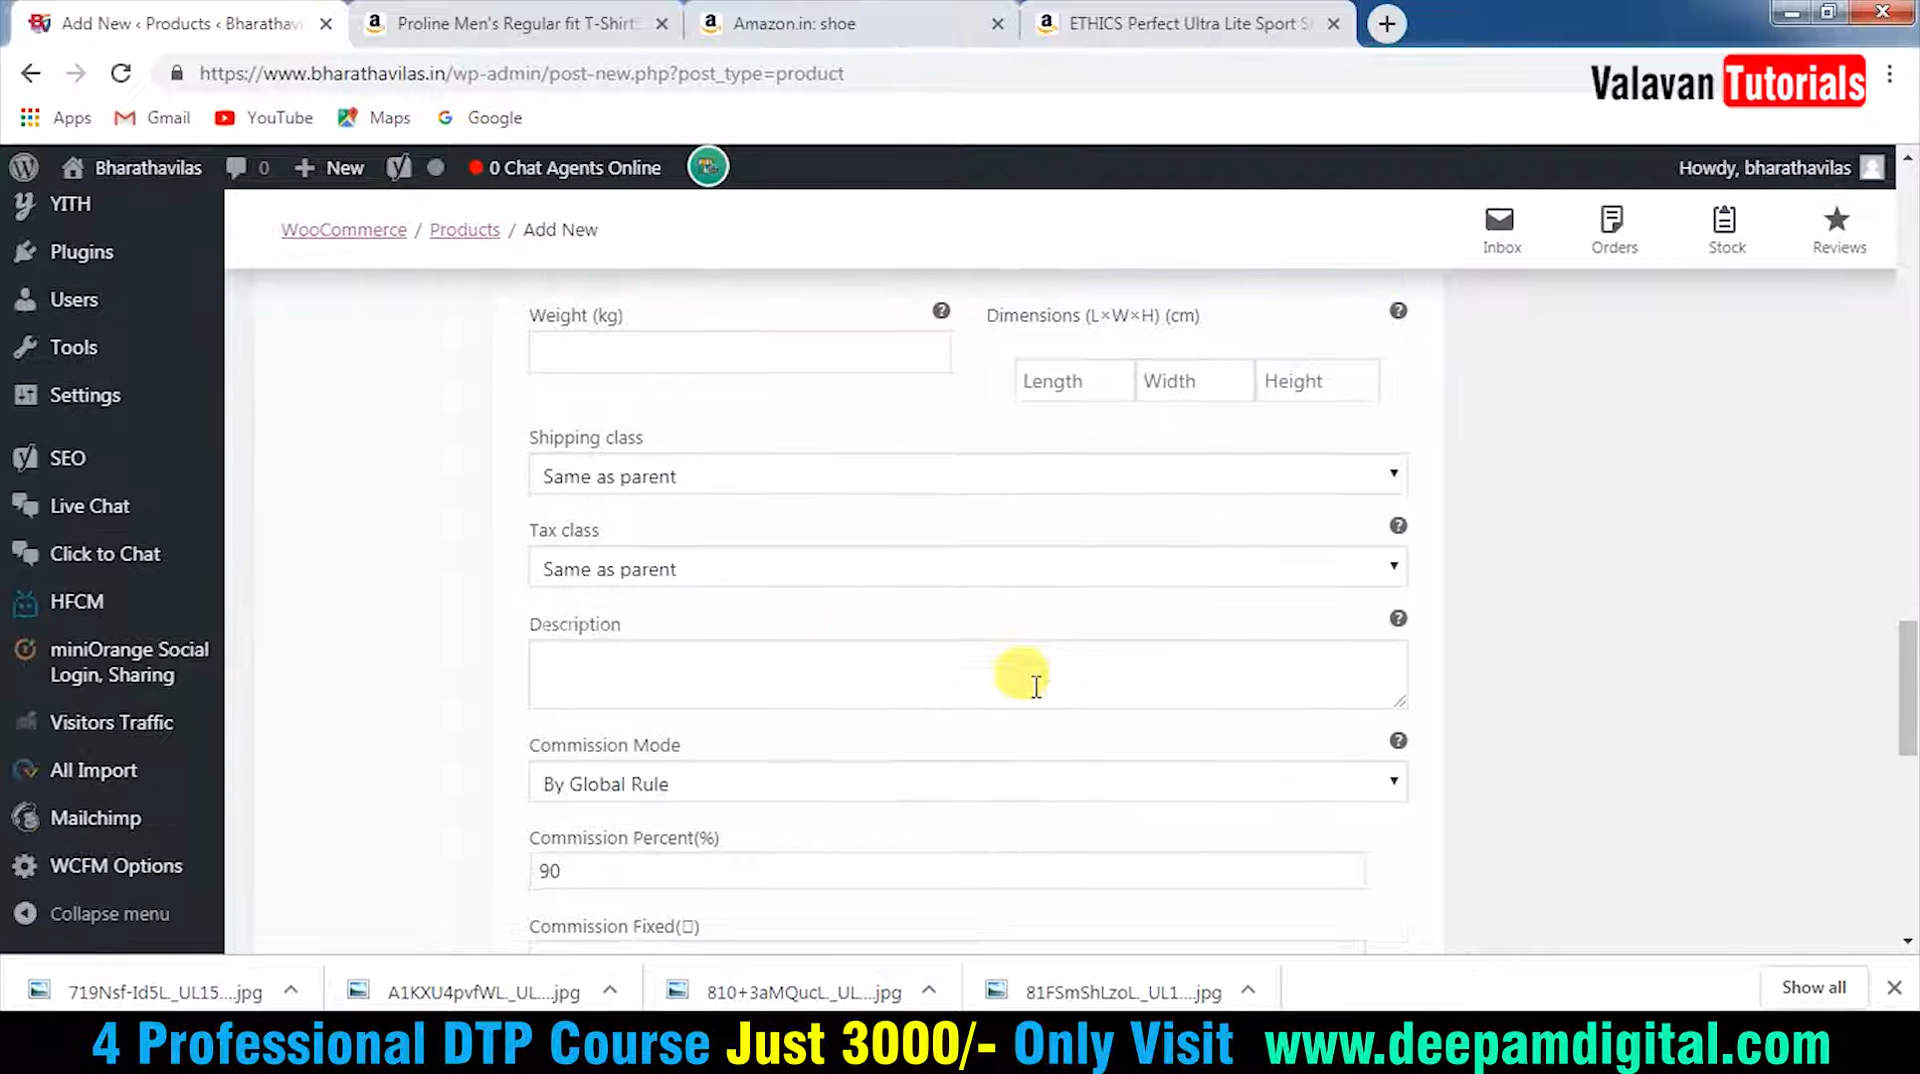 Add New ‹ Products ‹ Bharathavi
Proline Men's Regular fit T-Shirt
Amazon.in: shoe
ETHICS Perfect Ultra Lite Sport S
https://www.bharathavilas.in/wp-admin/post-new.php?post_type=product
Valavan Tutorials
Apps
Gmail
YouTube
Maps
Google
Bharathavilas
0
New
0 Chat Agents Online
Howdy, bharathavilas
YITH
Plugins
Users
Tools
Settings
SEO
Live Chat
Click to Chat
HFCM
miniOrange Social
Login, Sharing
Visitors Traffic
All Import
Mailchimp
WCFM Options
Collapse menu
WooCommerce / Products / Add New
Inbox
Orders
Stock
Reviews
Weight (kg)
Dimensions (L×W×H) (cm)
Length
Width
Height
Shipping class
Same as parent
Tax class
Same as parent
Description
Commission Mode
By Global Rule
Commission Percent(%)
90
Commission Fixed(□)
719Nsf-Id5L_UL15....jpg
A1KXU4pvfWL_UL...jpg
810+3aMQucL_UL...jpg
81FSmShLzoL_UL1....jpg
Show all
4 Professional DTP Course Just 3000/- Only Visit www.deepamdigital.com